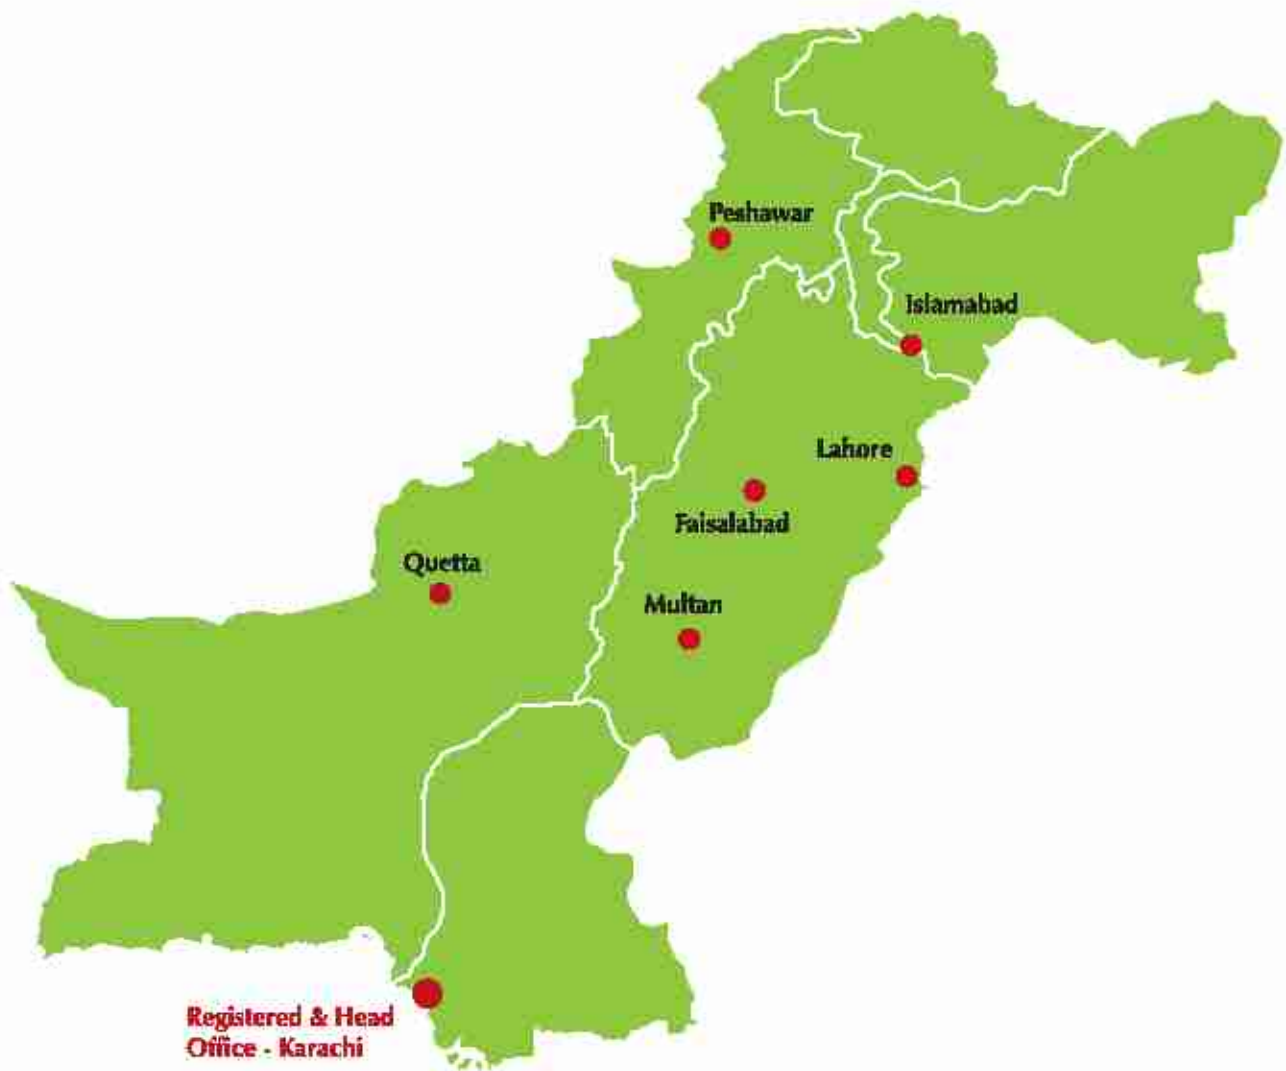 Peshawar
Islamabad
Lahore
Faisalabad
Quetta
Multan
Registered & Head
Office - Karachi